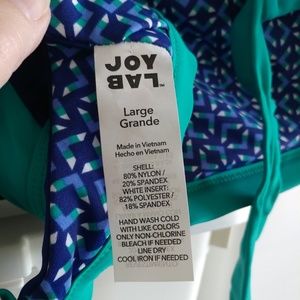 JOY
LAB
Large
Grande
Made in Vietnam
Hecho en Vietnam
SHELL:
80% NYLON /
20% SPANDEX
WHITE INSERT:
82% POLYESTER /
18% SPANDEX
HAND WASH COLD
WITH LIKE COLORS
ONLY NON-CHLORINE
BLEACH IF NEEDED
LINE DRY
COOL IRON IF NEEDED